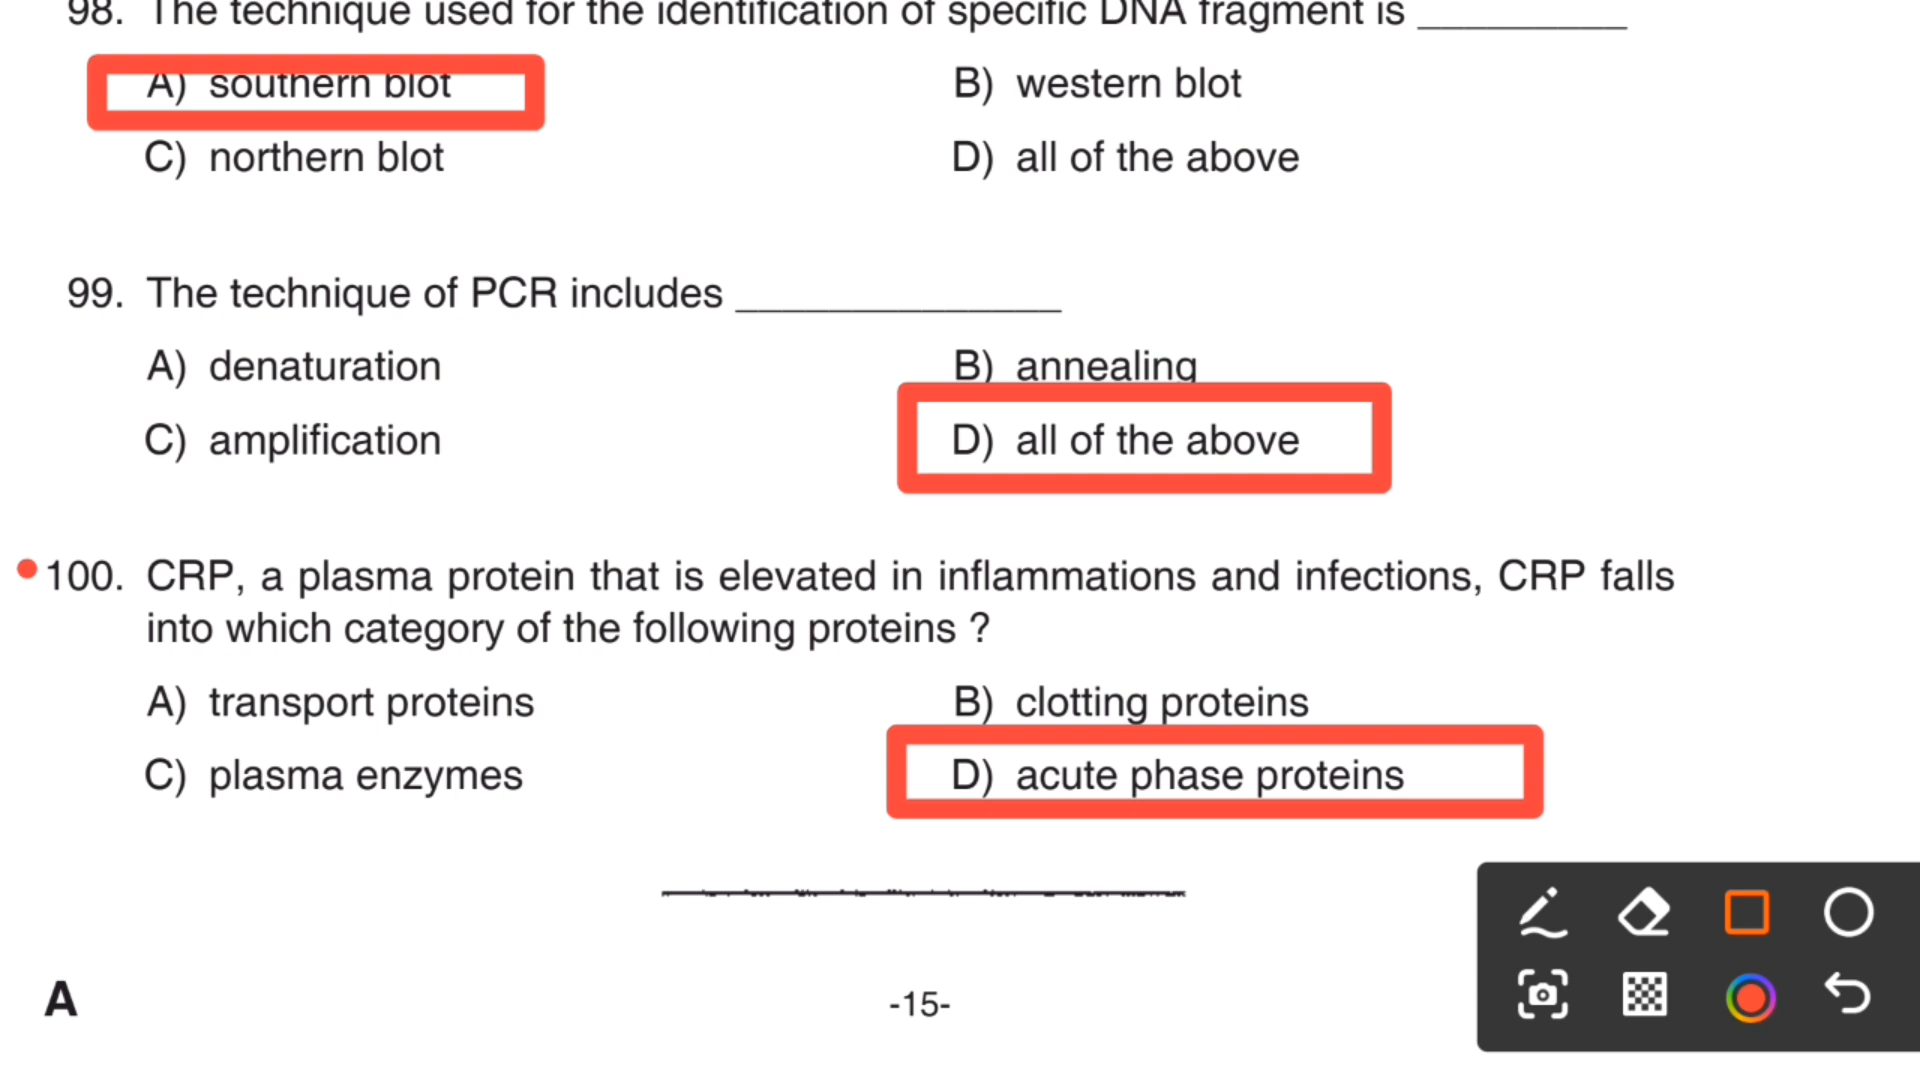 98. The technique used for the identification of specific DNA fragment is _________
A) southern blot B) western blot
C) northern blot D) all of the above
99. The technique of PCR includes ______________
A) denaturation B) annealing
C) amplification D) all of the above
100. CRP, a plasma protein that is elevated in inflammations and infections, CRP falls
into which category of the following proteins ?
A) transport proteins B) clotting proteins
C) plasma enzymes D) acute phase proteins
A -15-